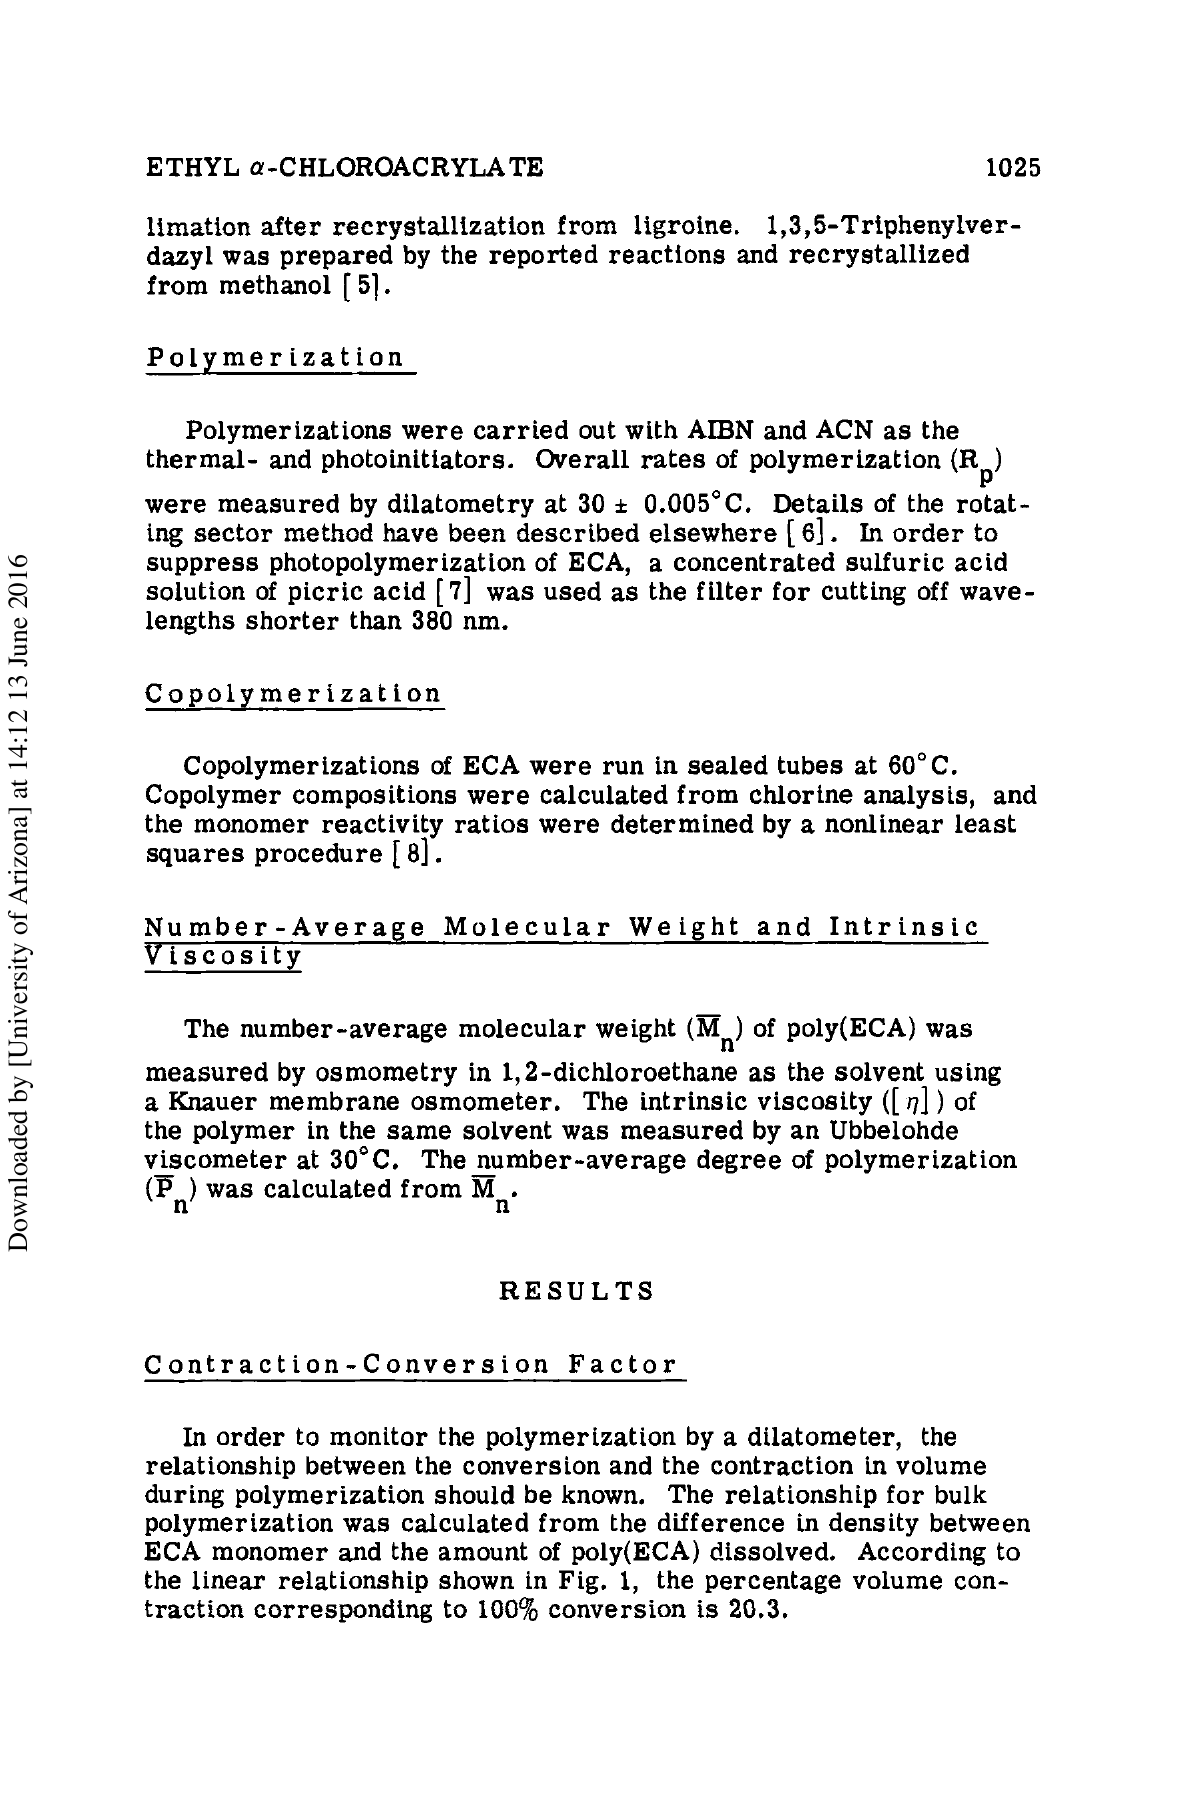 ETHYL α-CHLOROACRYLATE 1025
limation after recrystallization from ligroine. 1,3,5-Triphenylver-
dazyl was prepared by the reported reactions and recrystallized
from methanol [5].
Polymerization
Polymerizations were carried out with AIBN and ACN as the
thermal- and photoinitiators. Overall rates of polymerization (Rp)
were measured by dilatometry at 30 ± 0.005°C. Details of the rotat-
ing sector method have been described elsewhere [6]. In order to
suppress photopolymerization of ECA, a concentrated sulfuric acid
solution of picric acid [7] was used as the filter for cutting off wave-
lengths shorter than 380 nm.
Copolymerization
Copolymerizations of ECA were run in sealed tubes at 60°C.
Copolymer compositions were calculated from chlorine analysis, and
the monomer reactivity ratios were determined by a nonlinear least
squares procedure [8].
Number-Average Molecular Weight and Intrinsic
Viscosity
The number-average molecular weight (M̅n) of poly(ECA) was
measured by osmometry in 1,2-dichloroethane as the solvent using
a Knauer membrane osmometer. The intrinsic viscosity ([η]) of
the polymer in the same solvent was measured by an Ubbelohde
viscometer at 30°C. The number-average degree of polymerization
(P̅n) was calculated from M̅n.
RESULTS
Contraction-Conversion Factor
In order to monitor the polymerization by a dilatometer, the
relationship between the conversion and the contraction in volume
during polymerization should be known. The relationship for bulk
polymerization was calculated from the difference in density between
ECA monomer and the amount of poly(ECA) dissolved. According to
the linear relationship shown in Fig. 1, the percentage volume con-
traction corresponding to 100% conversion is 20.3.
Downloaded by [University of Arizona] at 14:12 13 June 2016